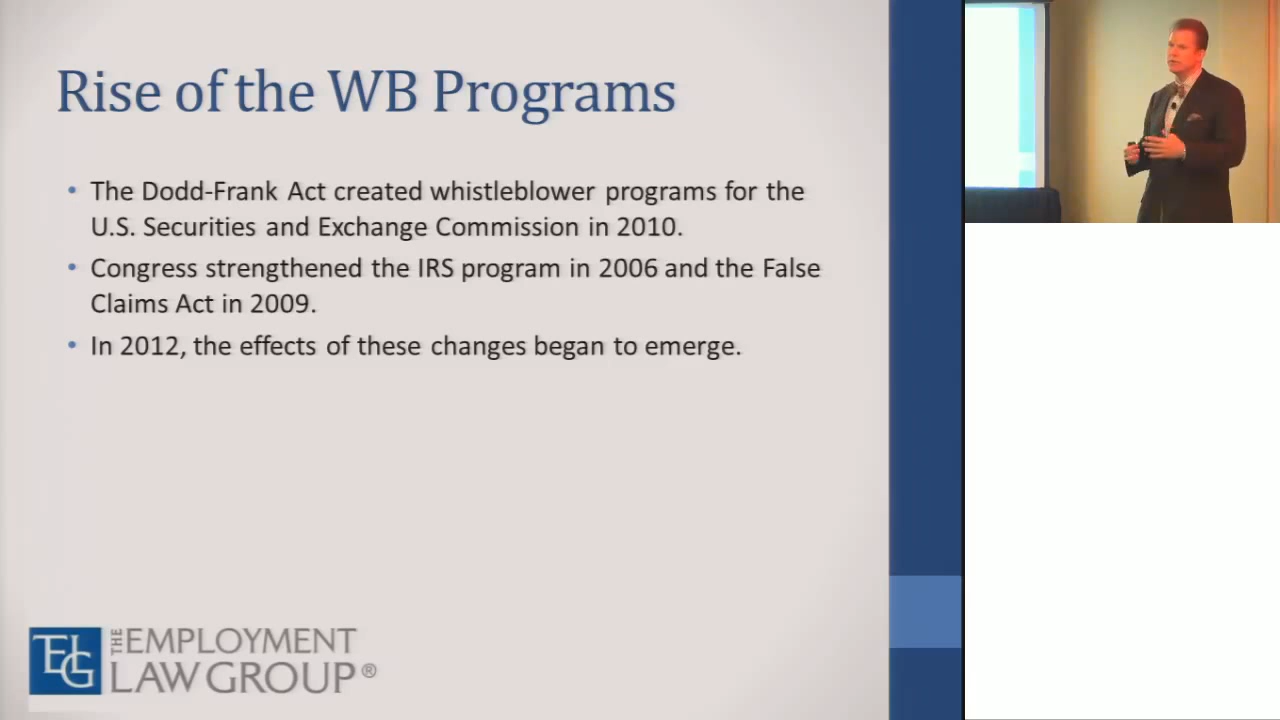 Rise of the WB Programs
• The Dodd-Frank Act created whistleblower programs for the
U.S. Securities and Exchange Commission in 2010.
• Congress strengthened the IRS program in 2006 and the False
Claims Act in 2009.
• In 2012, the effects of these changes began to emerge.
TELG
THE EMPLOYMENT
LAW GROUP®